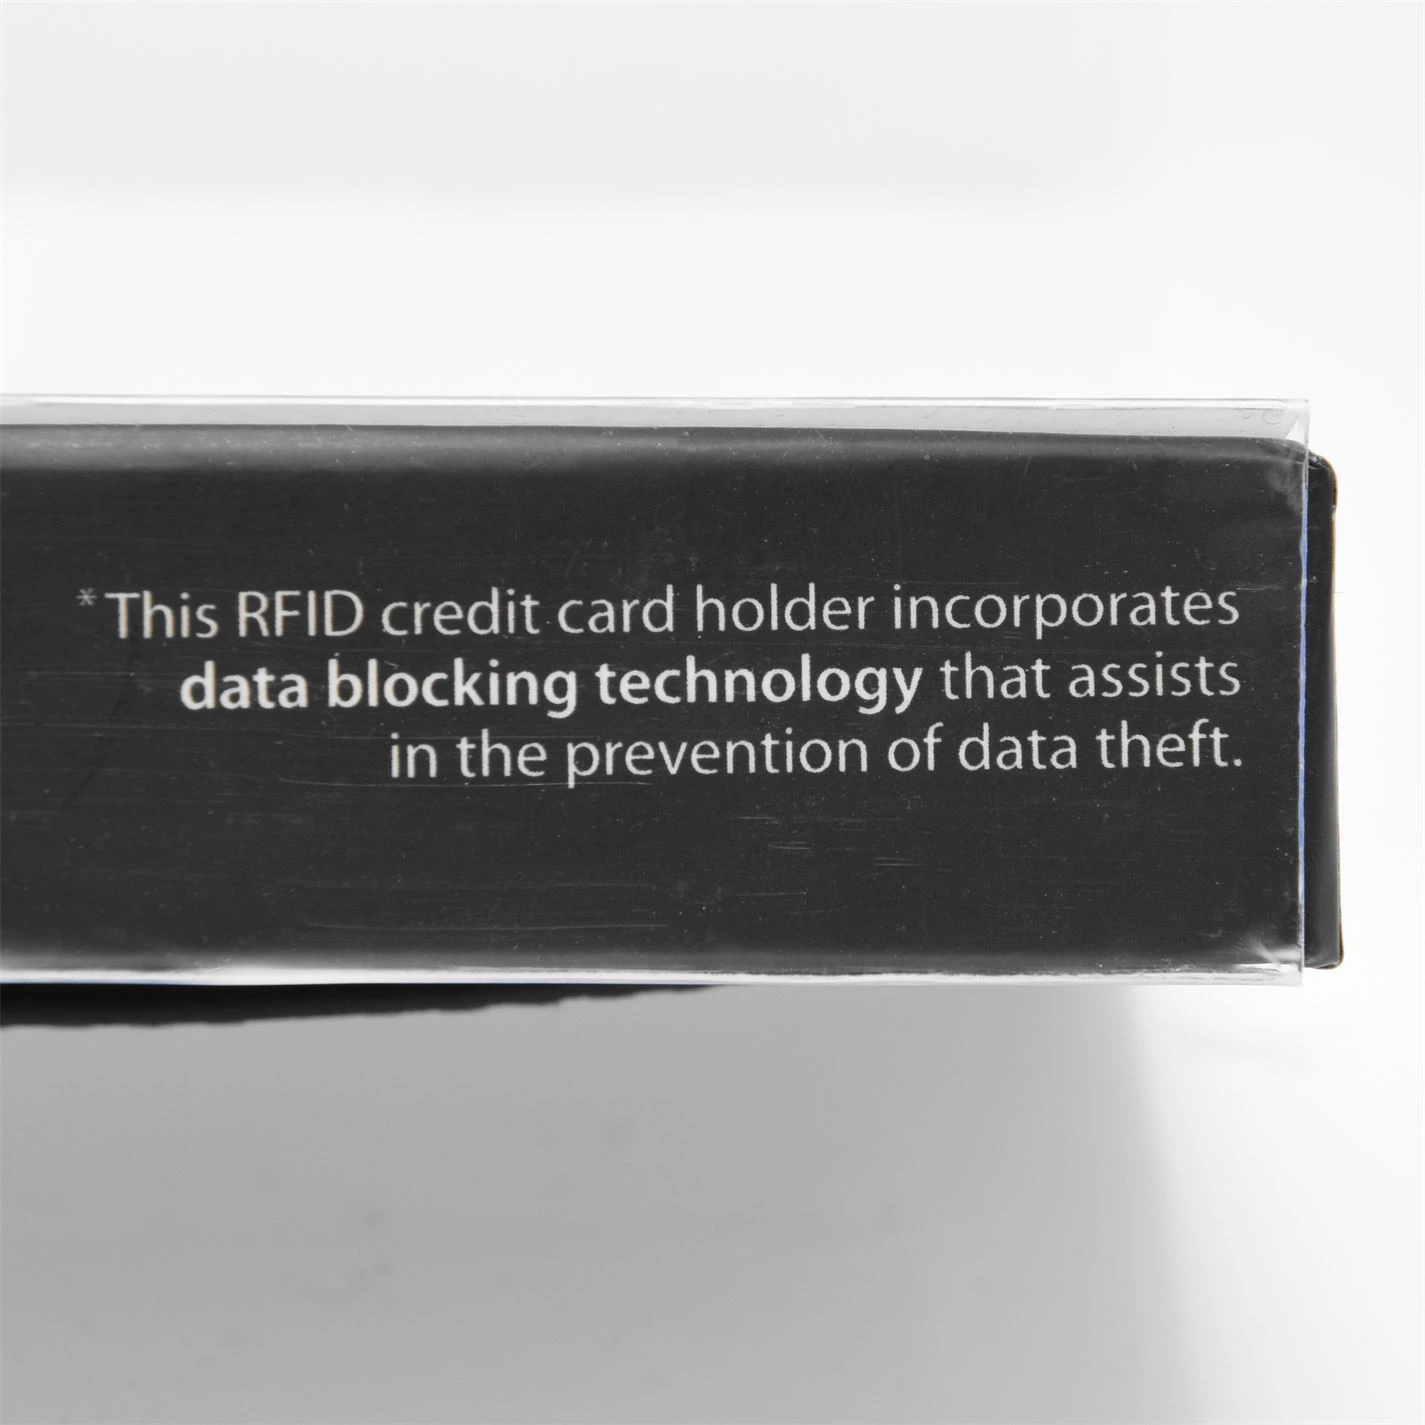 *This RFID credit card holder incorporates
data blocking technology that assists
in the prevention of data theft.